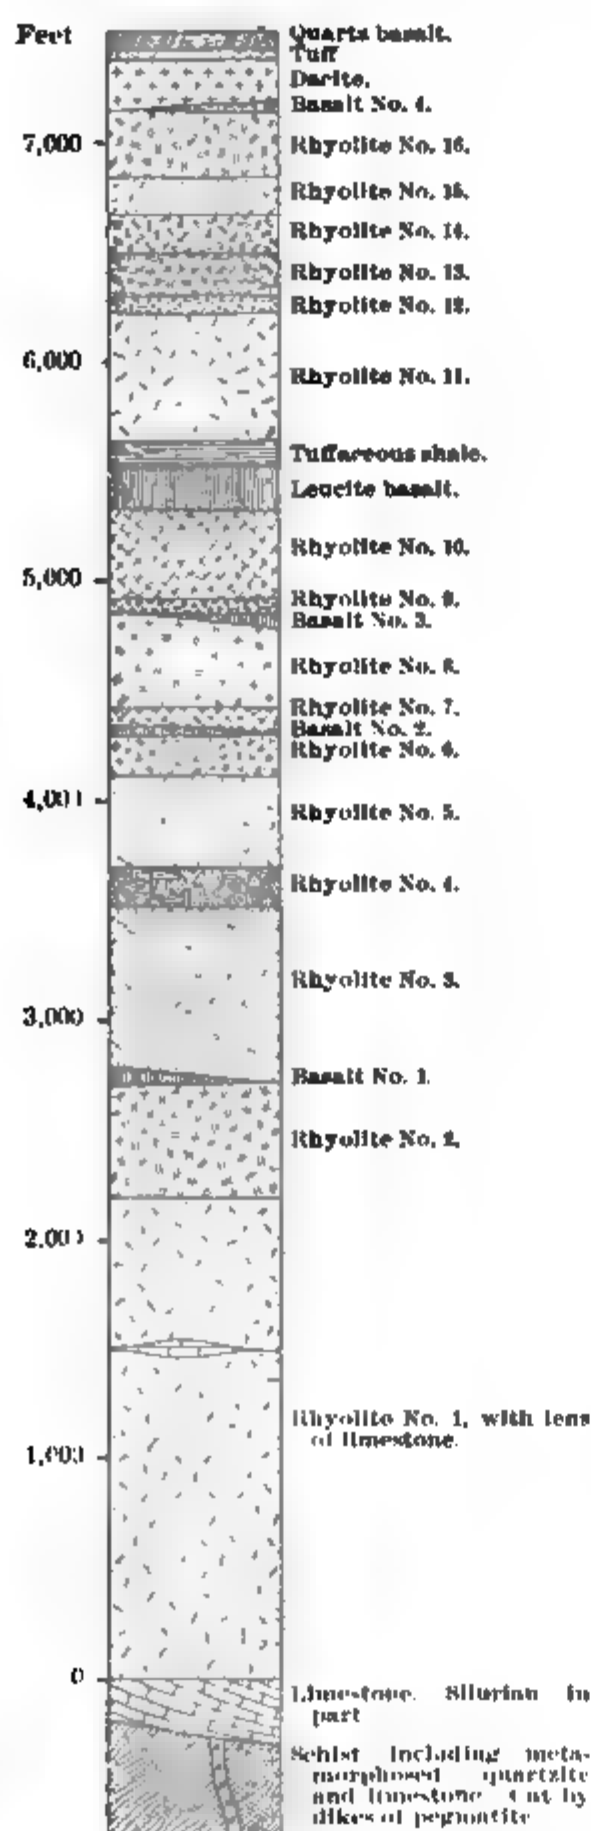 Feet
Quartz basalt.
Tuff
Dacite.
Basalt No. 4.
7,000
Rhyolite No. 16.
Rhyolite No. 15.
Rhyolite No. 14.
Rhyolite No. 13.
Rhyolite No. 12.
6,000
Rhyolite No. 11.
Tuffaceous shale.
Leucite basalt.
Rhyolite No. 10.
5,000
Rhyolite No. 9.
Basalt No. 3.
Rhyolite No. 8.
Rhyolite No. 7.
Basalt No. 2.
Rhyolite No. 6.
4,000
Rhyolite No. 5.
Rhyolite No. 4.
Rhyolite No. 3.
3,000
Basalt No. 1.
Rhyolite No. 2.
2,000
Rhyolite No. 1, with lens
of limestone.
1,000
0
Limestone. Silurian in
part
Schist including meta-
morphosed quartzite
and limestone cut by
dikes of pegmatite